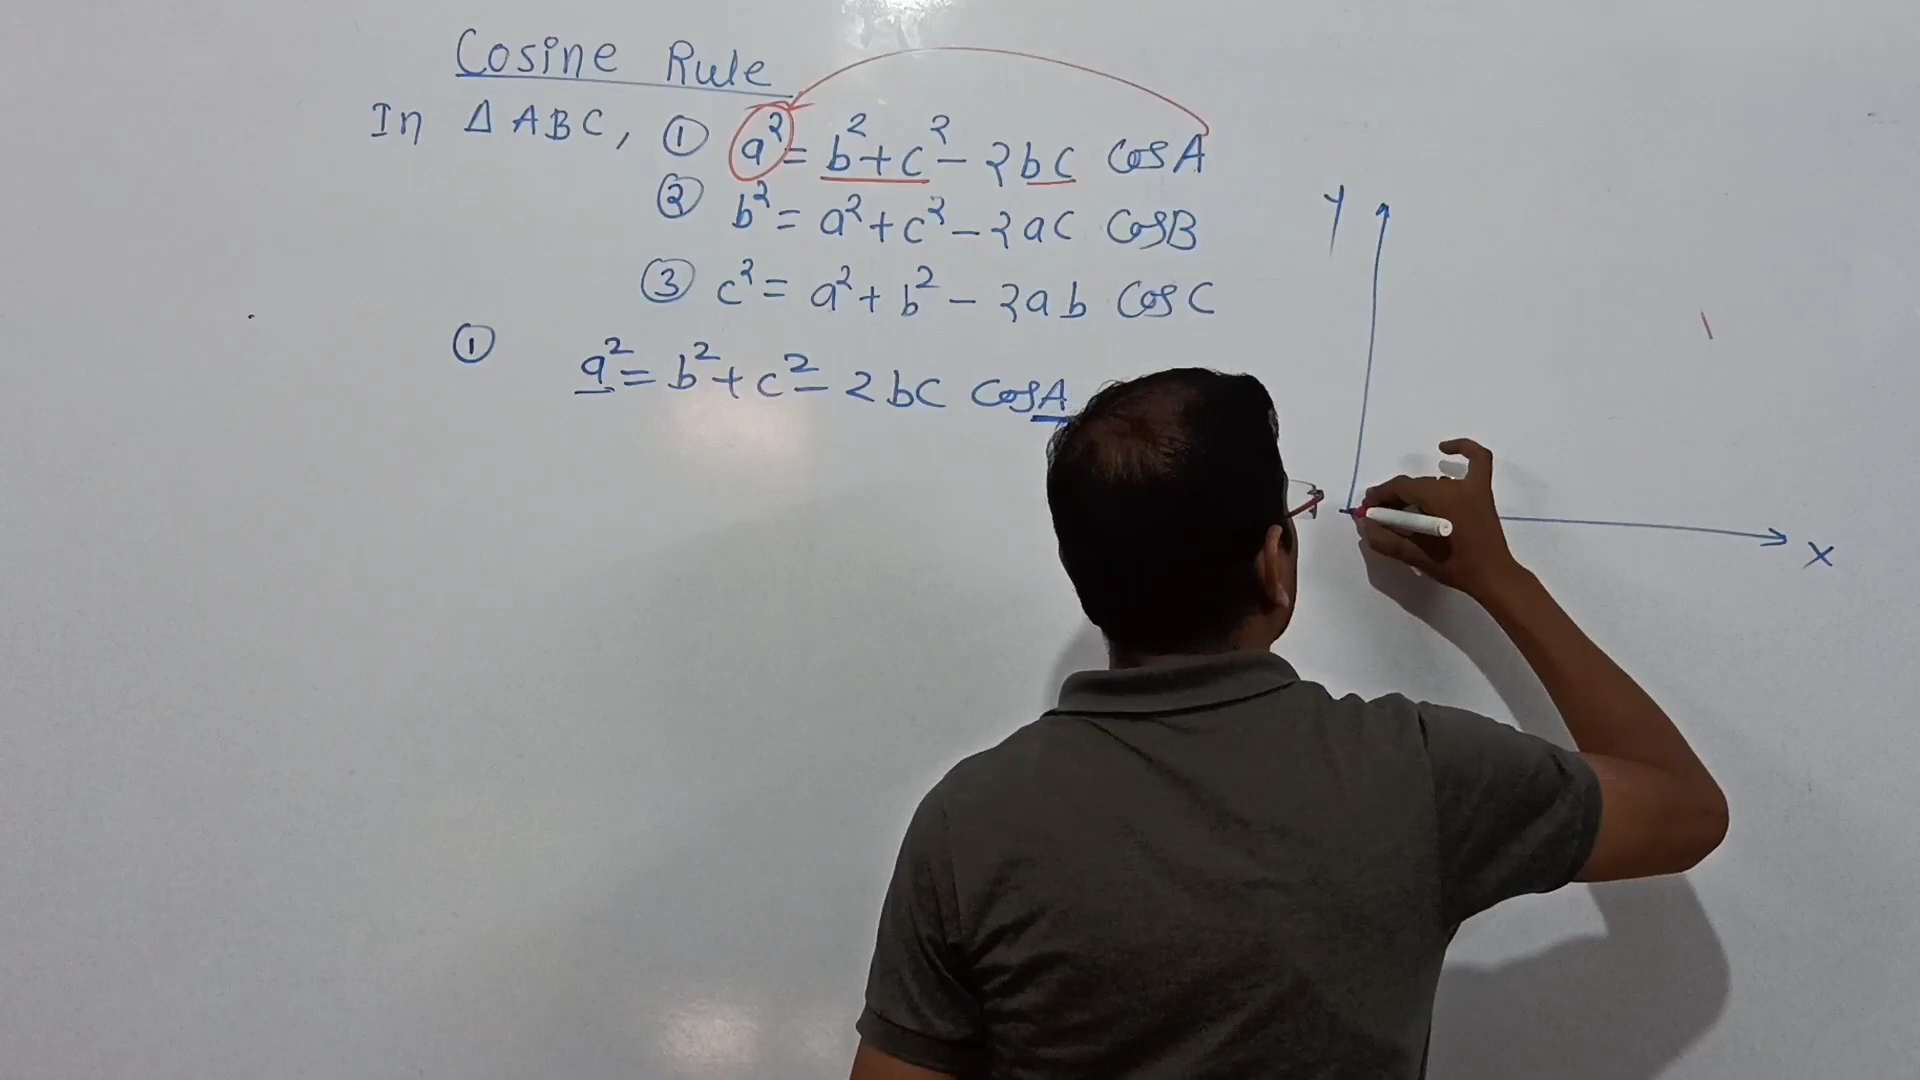 Cosine Rule
In Δ ABC, ① a² = b² + c² - 2bc cosA
② b² = a² + c² - 2ac cosB
③ c² = a² + b² - 2ab cosC
① a² = b² + c² - 2bc cosA
y
x